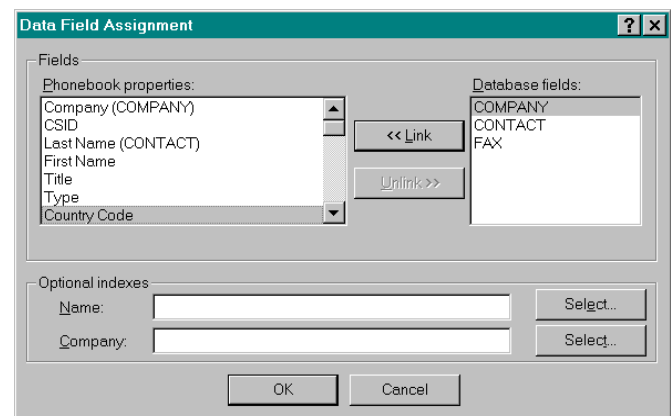 Data Field Assignment
Fields
Phonebook properties:
Database fields:
Company (COMPANY)
CSID
Last Name (CONTACT)
First Name
Title
Type
Country Code
<< Link
Unlink >>
COMPANY
CONTACT
FAX
Optional indexes
Name:
Select...
Company:
Select...
OK
Cancel